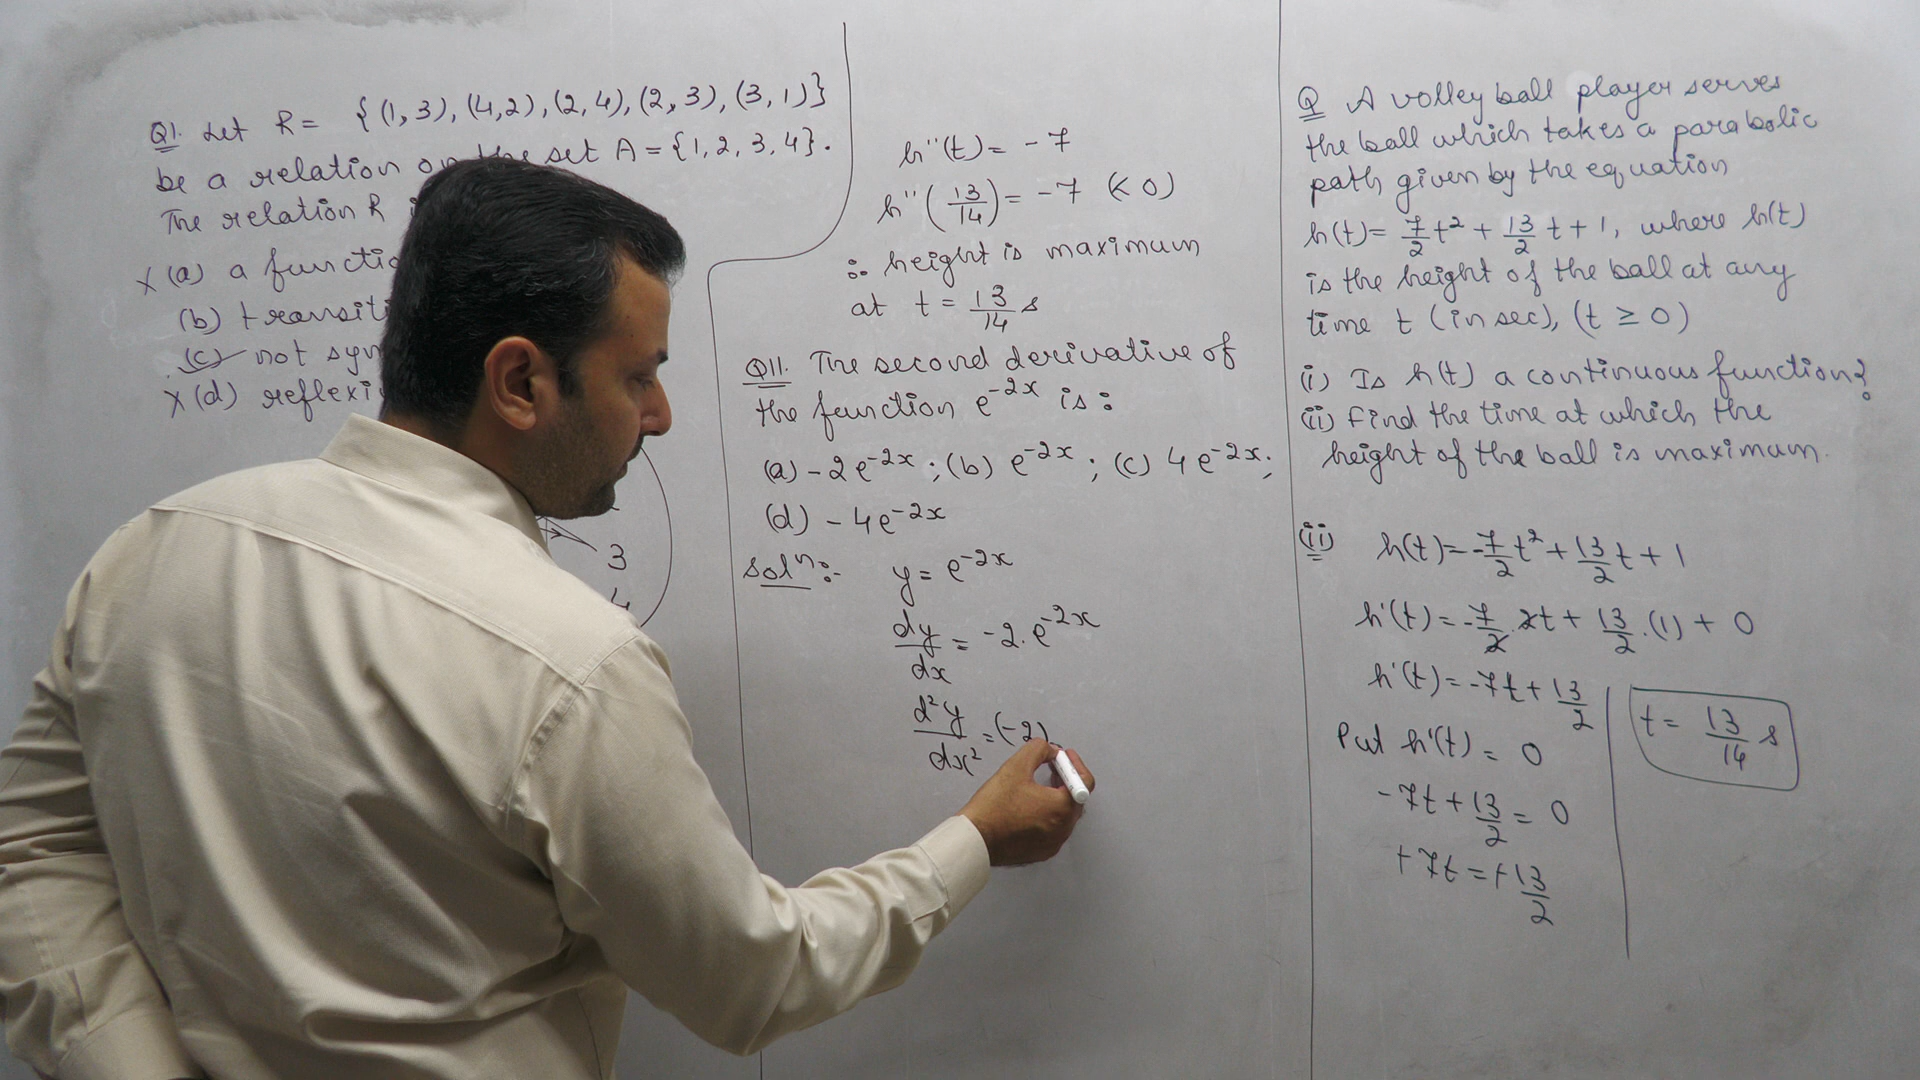 Q1. Let R = {(1,3), (4,2), (2,4), (2,3), (3,1)}
be a relation on the set A = {1,2,3,4}.
The relation R
X (a) a functio
(b) transiti
(c) not sym
X (d) reflexi
3
4
h''(t) = -7
h''(13/14) = -7 (< 0)
∴ height is maximum
at t = 13/14 s
Q11. The second derivative of
the function e^-2x is :
(a) -2e^-2x ; (b) e^-2x ; (c) 4e^-2x ;
(d) -4e^-2x
Solⁿ:-
y = e^-2x
dy/dx = -2.e^-2x
d²y/dx² = (-2)
Q A volley ball player serves
the ball which takes a parabolic
path given by the equation
h(t) = 7/2 t² + 13/2 t + 1, where h(t)
is the height of the ball at any
time t (in sec), (t ≥ 0)
(i) Is h(t) a continuous function?
(ii) Find the time at which the
height of the ball is maximum.
(ii) h(t) = -7/2 t² + 13/2 t + 1
h'(t) = -7/2 . 2t + 13/2 . (1) + 0
h'(t) = -7t + 13/2
Put h'(t) = 0
-7t + 13/2 = 0
+7t = +13/2
t = 13/14 s